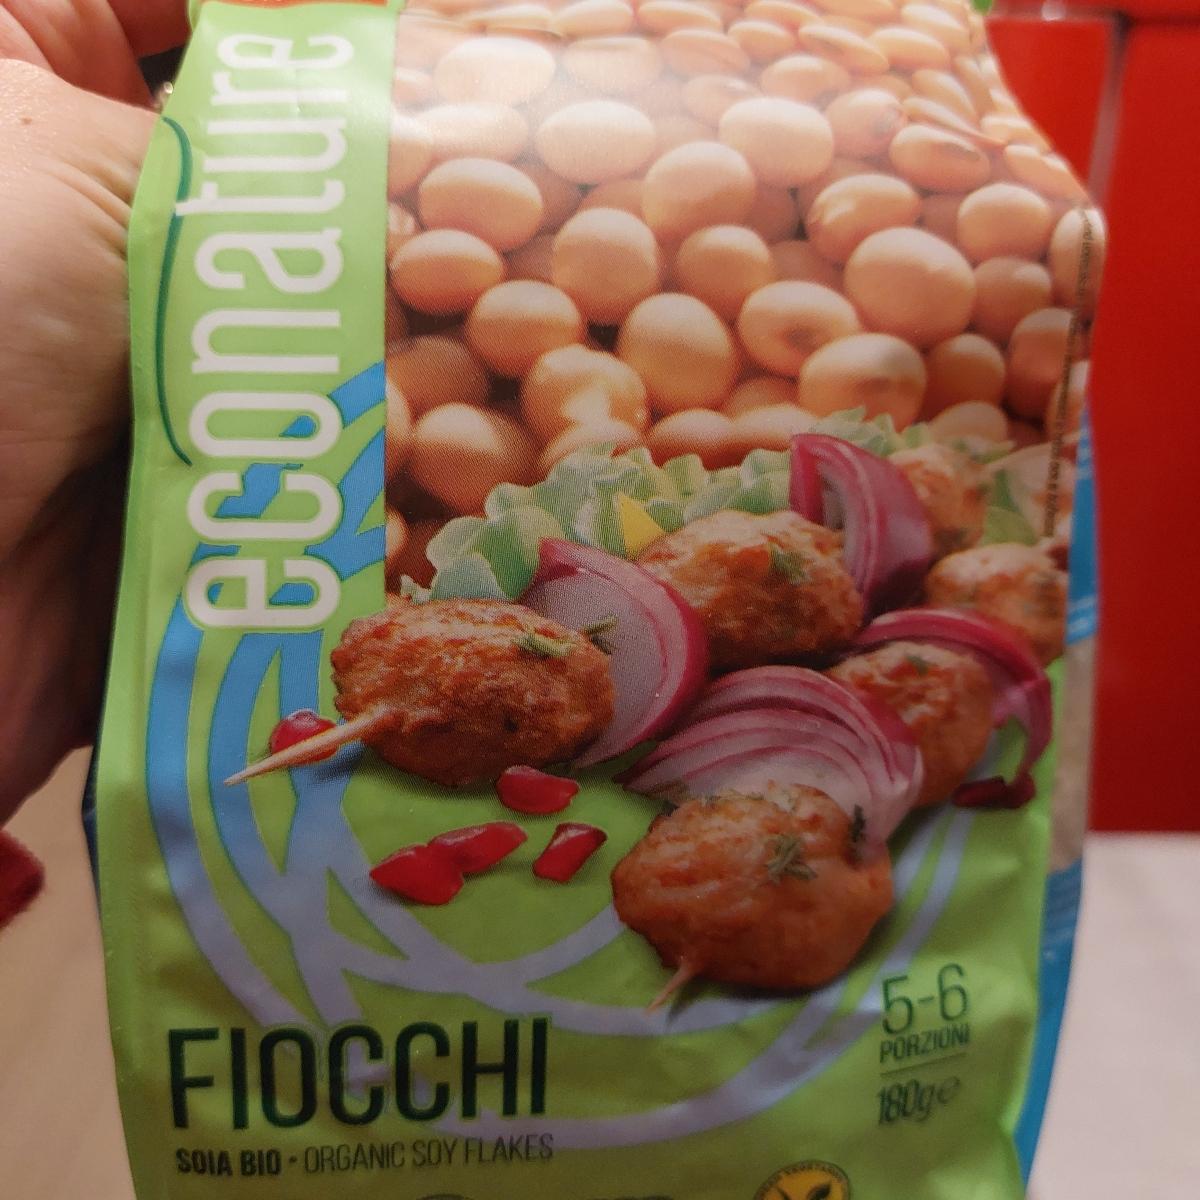 econature
5-6
PORZIONI
180g e
FIOCCHI
SOIA BIO • ORGANIC SOY FLAKES